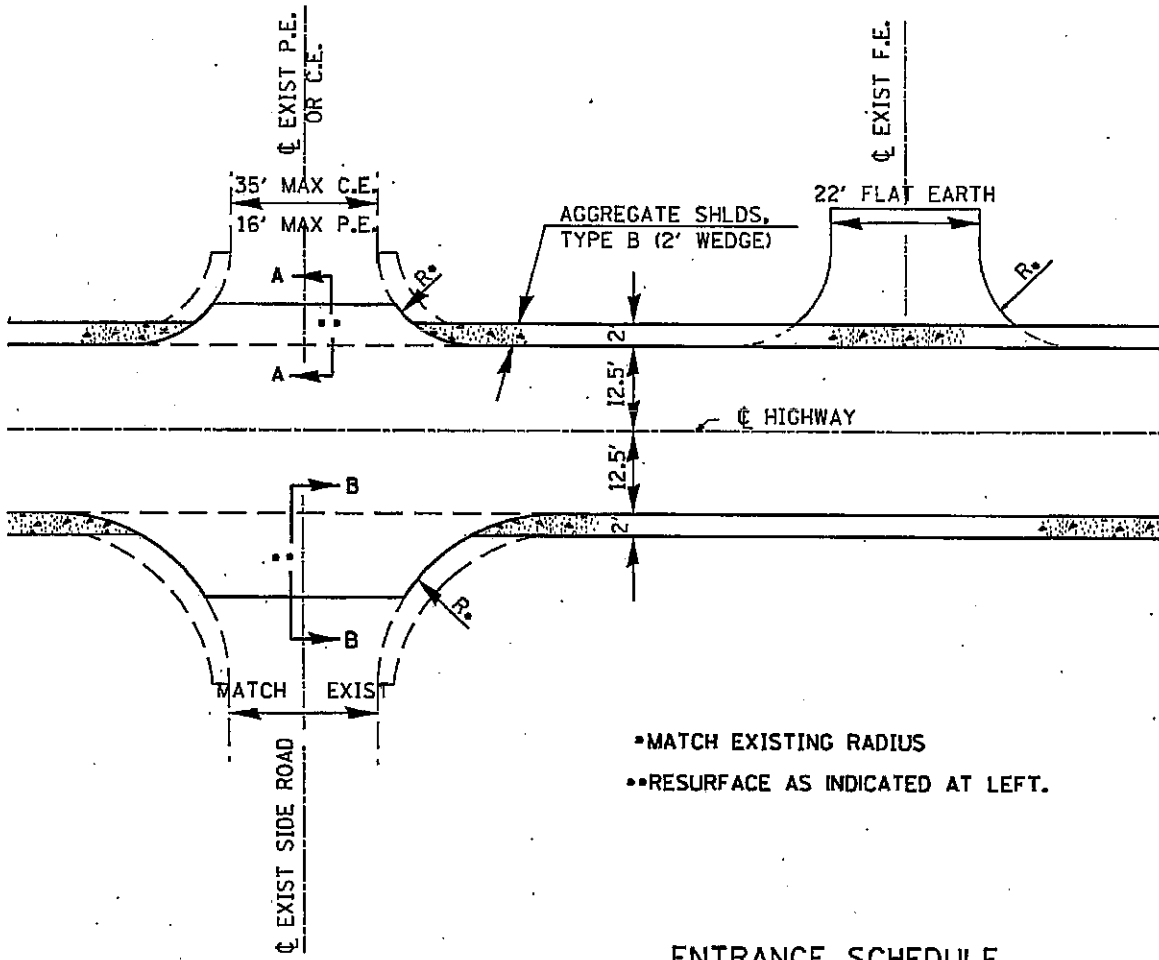 ℄ EXIST P.E.
OR C.E.
℄ EXIST F.E.
35' MAX C.E.
16' MAX P.E.
22' FLAT EARTH
AGGREGATE SHLDS,
TYPE B (2' WEDGE)
A
R*
R*
2'
12.5'
A
℄ HIGHWAY
12.5'
B
2'
**
R*
B
MATCH EXIST
℄ EXIST SIDE ROAD
*MATCH EXISTING RADIUS
**RESURFACE AS INDICATED AT LEFT.
ENTRANCE SCHEDULE